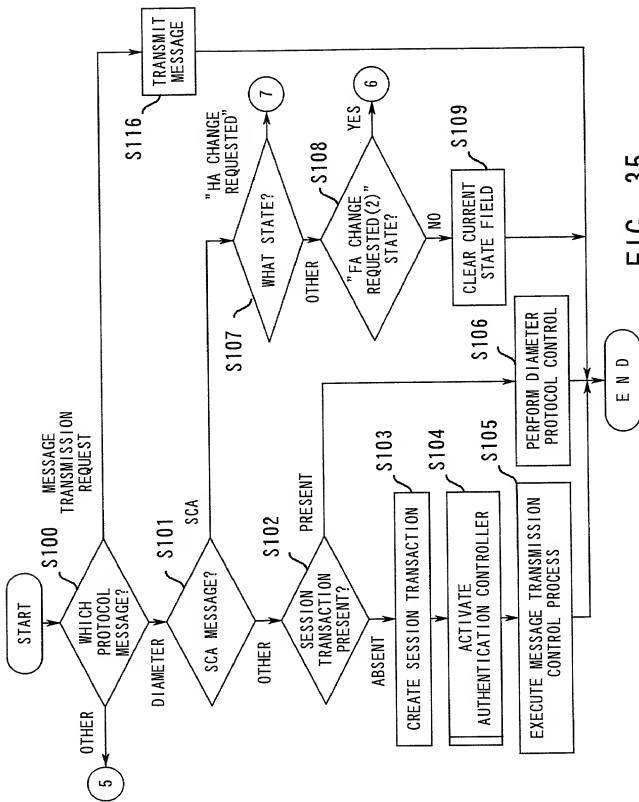 START
S100
WHICH
PROTOCOL
MESSAGE?
OTHER
5
MESSAGE
TRANSMISSION
REQUEST
S116
TRANSMIT
MESSAGE
DIAMETER
S101
SCA MESSAGE?
SCA
S107
WHAT STATE?
"HA CHANGE
REQUESTED"
7
OTHER
S108
"FA CHANGE
REQUESTED(2)"
STATE?
YES
6
NO
S109
CLEAR CURRENT
STATE FIELD
OTHER
S102
SESSION
TRANSACTION
PRESENT?
PRESENT
ABSENT
S103
CREATE SESSION TRANSACTION
S104
ACTIVATE
AUTHENTICATION CONTROLLER
S105
EXECUTE MESSAGE TRANSMISSION
CONTROL PROCESS
S106
PERFORM DIAMETER
PROTOCOL CONTROL
END
FIG. 35